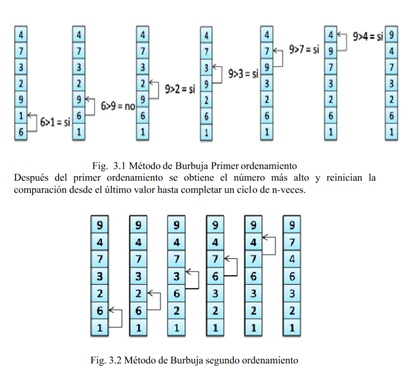 4 4 4 4 4 4 9>4 = si 9
7 7 7 7 7 9>7 = si 9 4
3 3 3 3 9>3 = si 9 7 7
2 2 2 9>2 = si 9 3 3 3
9 9 6>9 = no 9 2 2 2 2
1 6>1 = si 6 6 6 6 6 6
6 1 1 1 1 1 1
Fig. 3.1 Método de Burbuja Primer ordenamiento
Después del primer ordenamiento se obtiene el número más alto y reinician la
comparación desde el último valor hasta completar un ciclo de n-veces.
9 9 9 9 9 9
4 4 4 4 4 7
7 7 7 7 7 4
3 3 3 6 6 6
2 2 6 3 3 3
6 6 2 2 2 2
1 1 1 1 1 1
Fig. 3.2 Método de Burbuja segundo ordenamiento